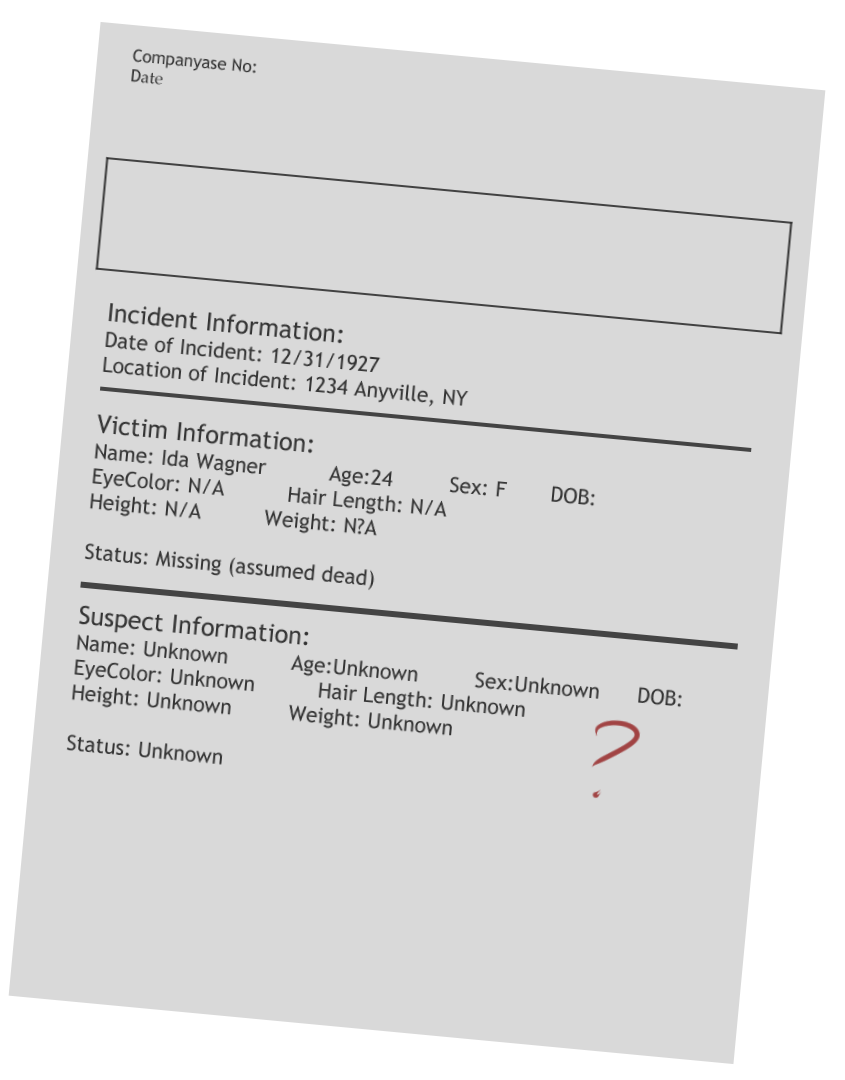 Companyase No:
Date
Incident Information:
Date of Incident: 12/31/1927
Location of Incident: 1234 Anyville, NY
Victim Information:
Name: Ida Wagner Age:24 Sex: F DOB:
EyeColor: N/A Hair Length: N/A
Height: N/A Weight: N?A
Status: Missing (assumed dead)
Suspect Information:
Name: Unknown Age:Unknown Sex:Unknown DOB:
EyeColor: Unknown Hair Length: Unknown
Height: Unknown Weight: Unknown
?
Status: Unknown